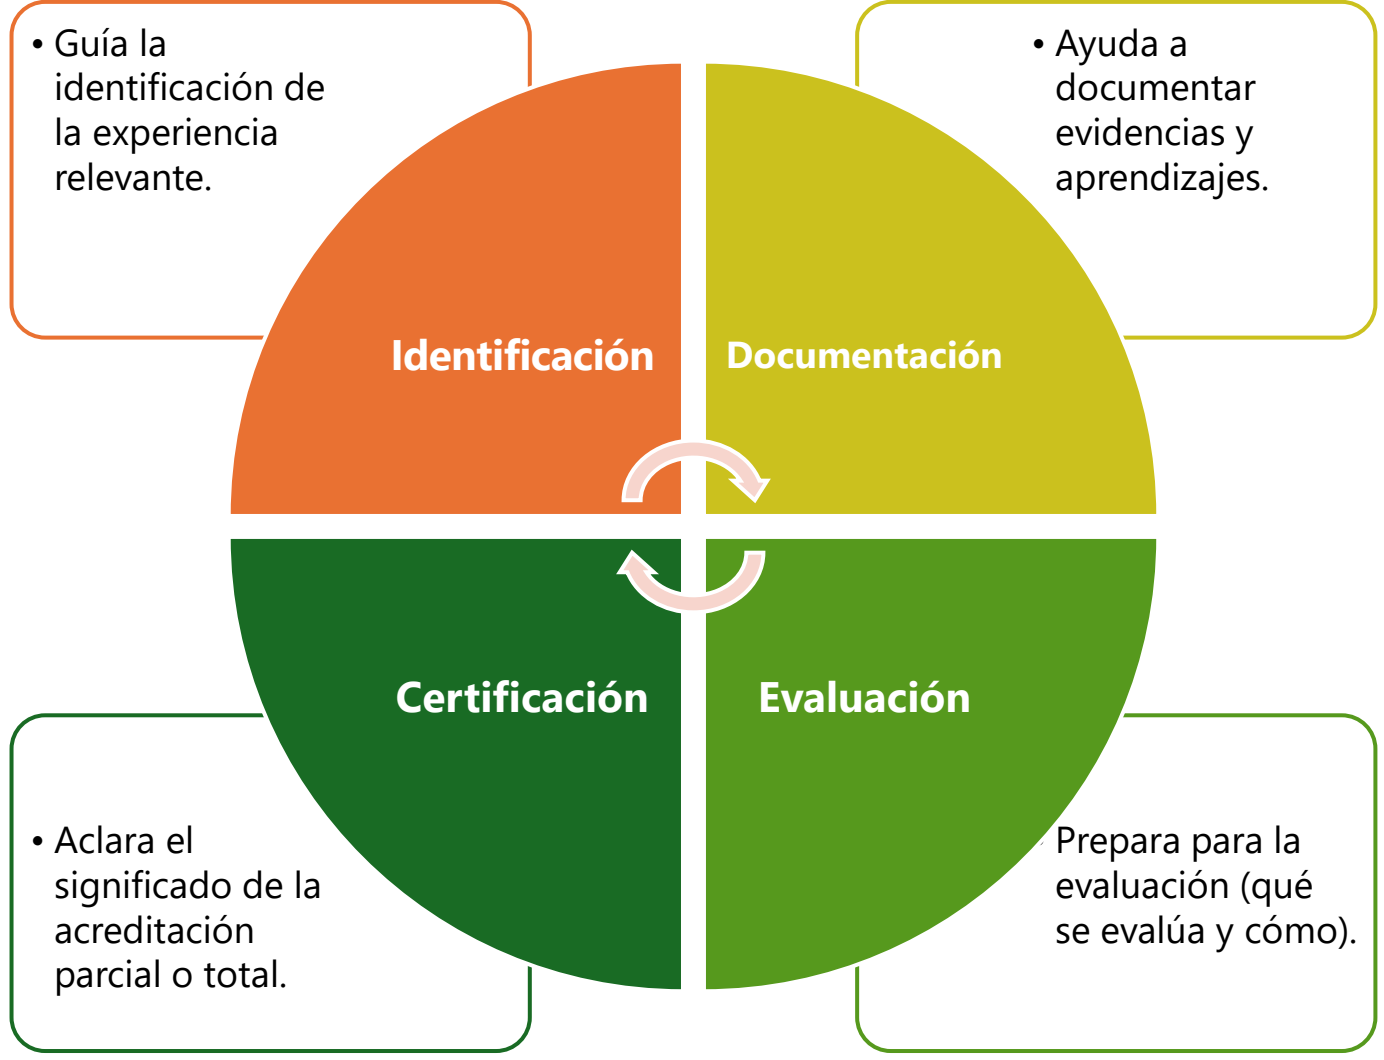 • Guía la
identificación de
la experiencia
relevante.
• Ayuda a
documentar
evidencias y
aprendizajes.
Identificación
Documentación
Certificación
Evaluación
• Aclara el
significado de la
acreditación
parcial o total.
Prepara para la
evaluación (qué
se evalúa y cómo).